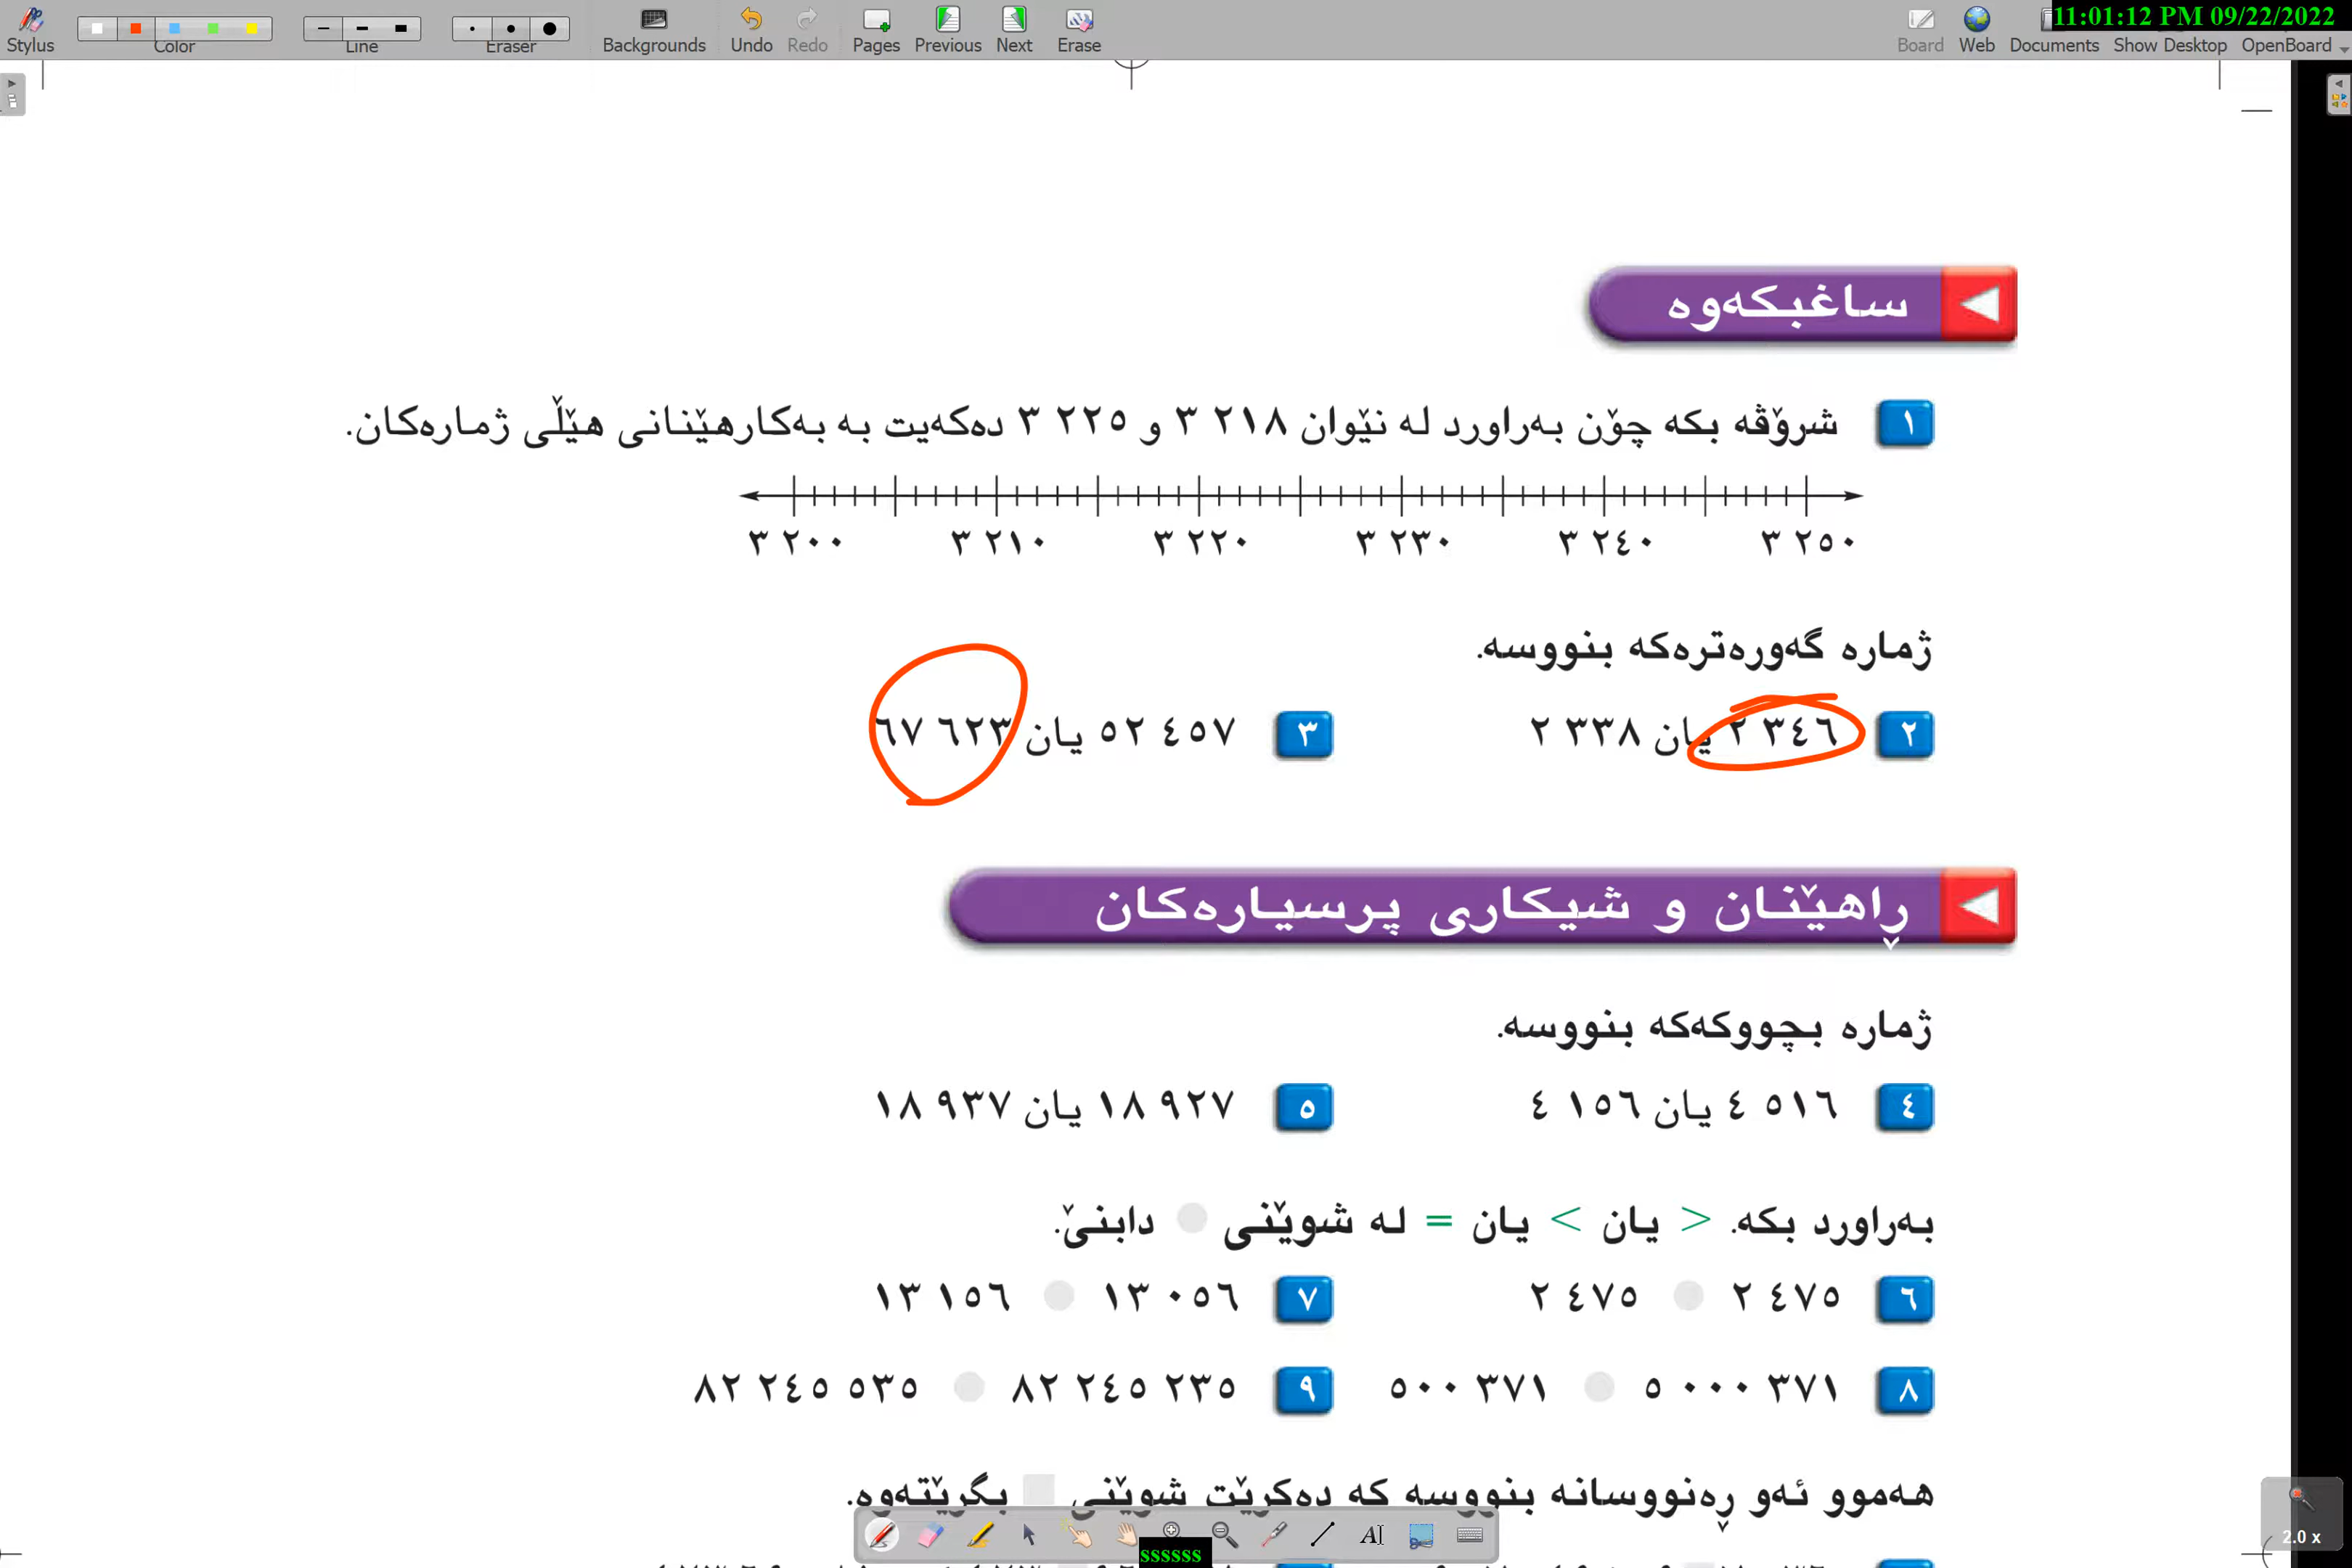 11:01:12 PM 09/22/2022
Stylus Color Line Eraser Backgrounds Undo Redo Pages Previous Next Erase Board Web Documents Show Desktop OpenBoard
ساغبکەوە
١ شرۆڤە بکە چۆن بەراورد لە نێوان ٣ ٢١٨ و ٣ ٢٢٥ دەکەیت بە بەکارهێنانی هێڵی ژمارەکان.
٣ ٢٠٠ ٣ ٢١٠ ٣ ٢٢٠ ٣ ٢٣٠ ٣ ٢٤٠ ٣ ٢٥٠
ژمارە گەورەترەکە بنووسە.
٢ ٢ ٣٤٦ یان ٢ ٣٣٨ ٣ ٥٢ ٤٥٧ یان ٦٧ ٦٢٣
ڕاهێنان و شیکاری پرسیارەکان
ژمارە بچووکەکە بنووسە.
٤ ٤ ٥١٦ یان ٤ ١٥٦ ٥ ١٨ ٩٢٧ یان ١٨ ٩٣٧
بەراورد بکە. > یان < یان = لە شوێنی دابنێ.
٦ ٢ ٤٧٥ ٢ ٤٧٥ ٧ ١٣ ٠٥٦ ١٣ ١٥٦
٨ ٥ ٠٠٠ ٣٧١ ٥٠٠ ٣٧١ ٩ ٨٢ ٢٤٥ ٢٣٥ ٨٢ ٢٤٥ ٥٣٥
هەموو ئەو ڕەنووسانە بنووسە کە دەکرێت شوێنی بگرێتەوە.
ssssss
2.0 x